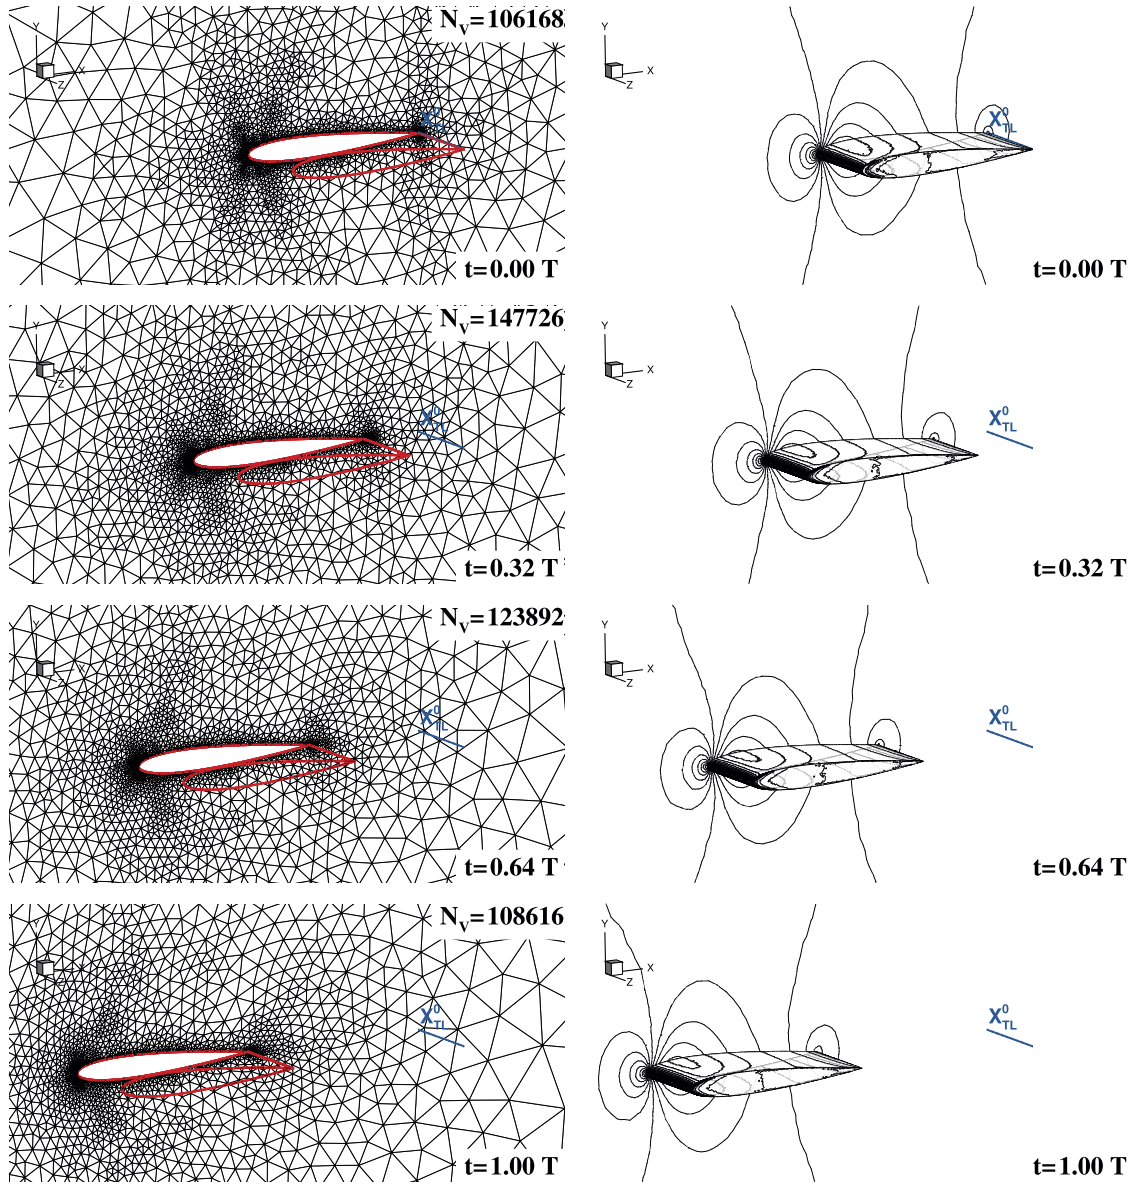 N_V=106168
Y
X
Z
X_TL^0
t=0.00 T
Y
X
Z
X_TL^0
t=0.00 T
N_V=147726
Y
X
Z
X_TL^0
t=0.32 T
Y
X
Z
X_TL^0
t=0.32 T
N_V=123892
Y
X
Z
X_TL^0
t=0.64 T
Y
X
Z
X_TL^0
t=0.64 T
N_V=108616
Y
X
Z
X_TL^0
t=1.00 T
Y
X
Z
X_TL^0
t=1.00 T